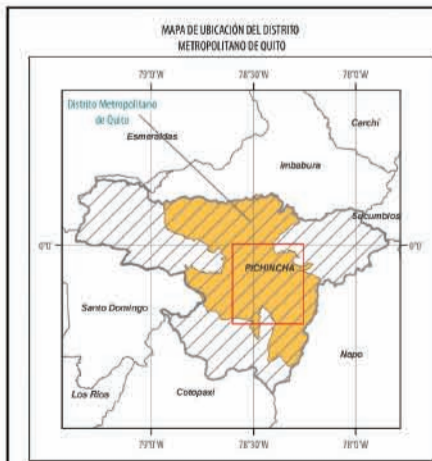 MAPA DE UBICACIÓN DEL DISTRITO
METROPOLITANO DE QUITO
79°0'W
78°30'W
78°0'W
Distrito Metropolitano
de Quito
Esmeraldas
Carchi
Imbabura
Sucumbios
0°0'
0°0'
PICHINCHA
Santo Domingo
Napo
Los Ríos
Cotopaxi
79°0'W
78°30'W
78°0'W